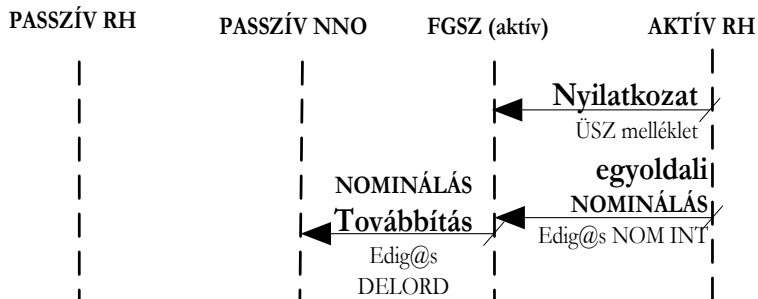 PASSZÍV RH
PASSZÍV NNO
FGSZ (aktív)
AKTÍV RH
Nyilatkozat
ÜSZ melléklet
egyoldali
NOMINÁLÁS
Edig@s NOM INT
NOMINÁLÁS
Továbbítás
Edig@s
DELORD